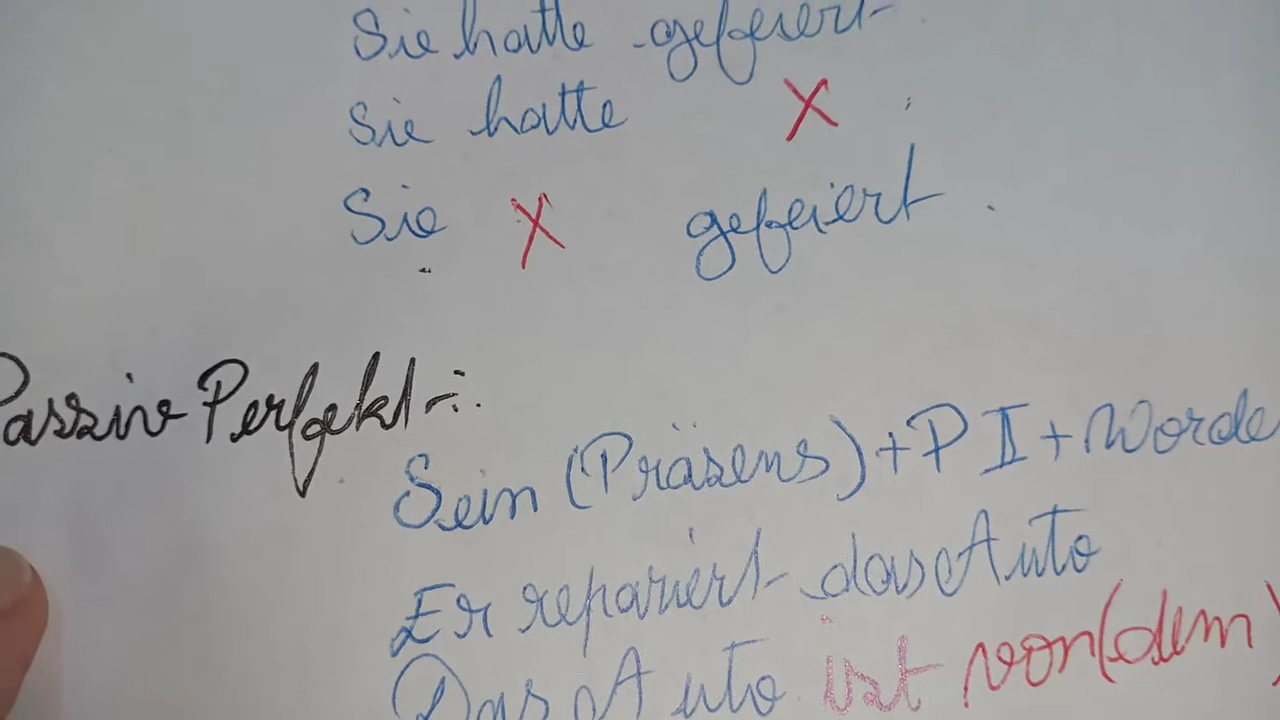 Sie hatte gefeiert
Sie hatte X
Sie X gefeiert.
Passiv Perfekt -:
Sein (Präsens) + P II + Worde
Er repariert das Auto
Das Auto ist von (dem)